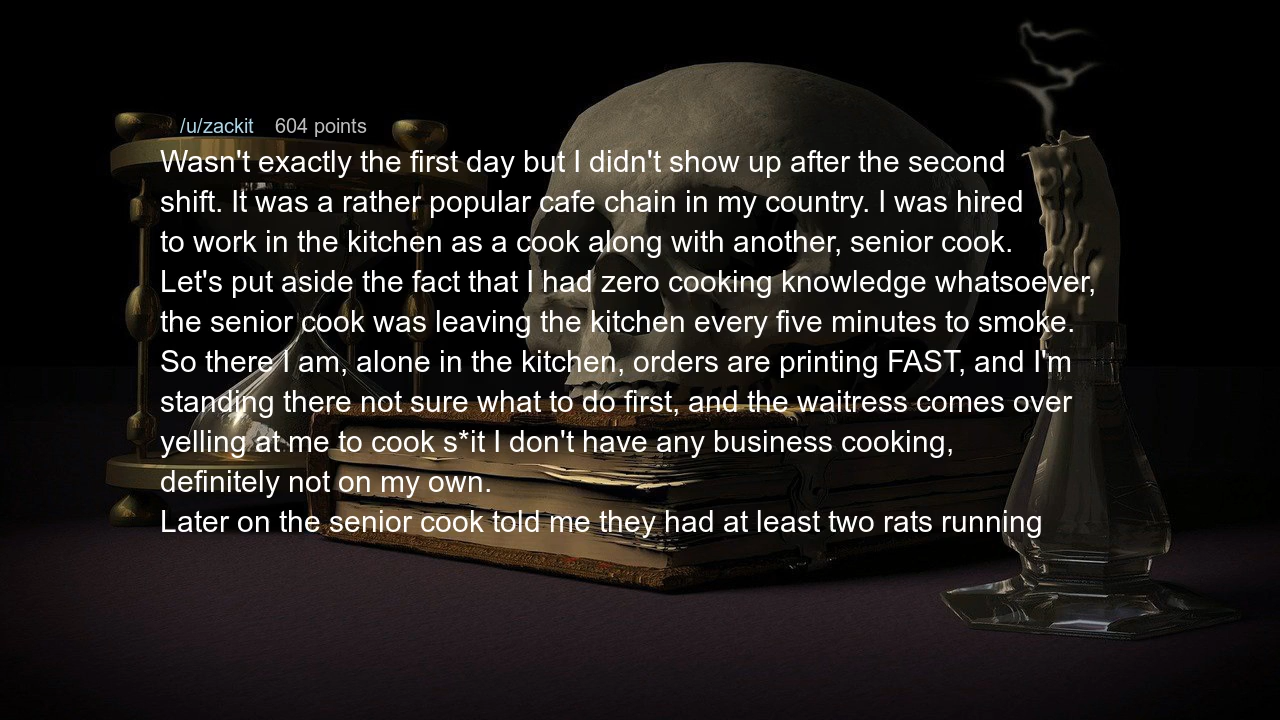 /u/zackit 604 points
Wasn't exactly the first day but I didn't show up after the second
shift. It was a rather popular cafe chain in my country. I was hired
to work in the kitchen as a cook along with another, senior cook.
Let's put aside the fact that I had zero cooking knowledge whatsoever,
the senior cook was leaving the kitchen every five minutes to smoke.
So there I am, alone in the kitchen, orders are printing FAST, and I'm
standing there not sure what to do first, and the waitress comes over
yelling at me to cook s*it I don't have any business cooking,
definitely not on my own.
Later on the senior cook told me they had at least two rats running